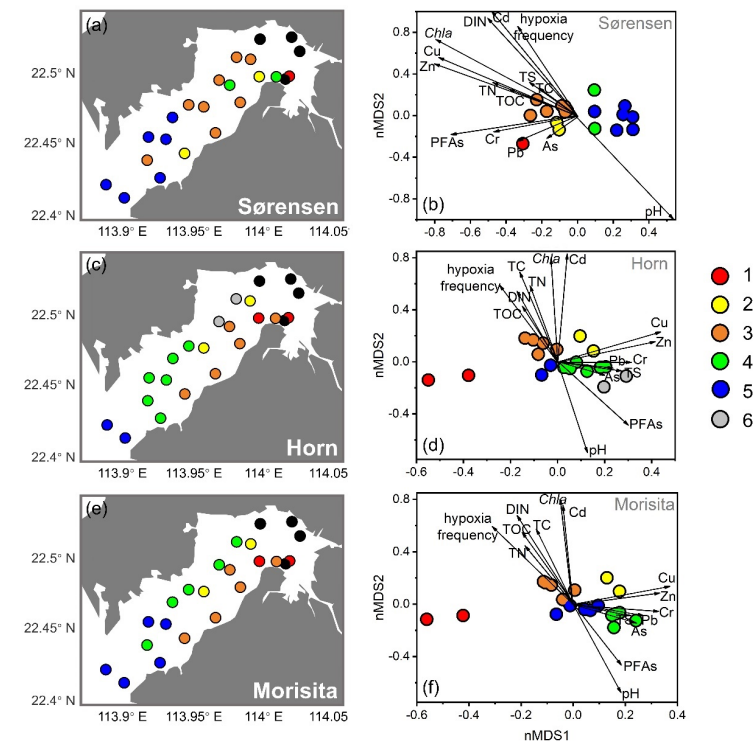 (a)
22.5° N
22.45° N
22.4° N
113.9° E 113.95° E 114° E 114.05
Sørensen
(b)
Sørensen
nMDS2
0.8
0.4
0.0
-0.4
-0.8
-0.8 -0.6 -0.4 -0.2 0.0 0.2 0.4
DIN
Cd
hypoxia
frequency
Chla
Cu
Zn
TS
TN
TC
TOC
PFAs
Cr
Pb
As
pH
(c)
22.5° N
22.45° N
22.4° N
113.9° E 113.95° E 114° E 114.05
Horn
(d)
Horn
nMDS2
0.8
0.4
0.0
-0.4
-0.4 -0.2 0.0 0.2 0.4 0.6
Chla
Cd
TC
hypoxia
frequency
TN
DIN
TOC
Cu
Zn
Pb
Cr
As
TS
PFAs
pH
1
2
3
4
5
6
(e)
22.5° N
22.45° N
22.4° N
113.9° E 113.95° E 114° E 114.05
Morisita
(f)
Morisita
nMDS2
0.8
0.4
0.0
-0.4
-0.6 -0.4 -0.2 0.0 0.2 0.4
nMDS1
Chla
DIN
Cd
hypoxia
frequency
TOC
TC
TN
Cu
Zn
Cr
TS
Pb
As
PFAs
pH